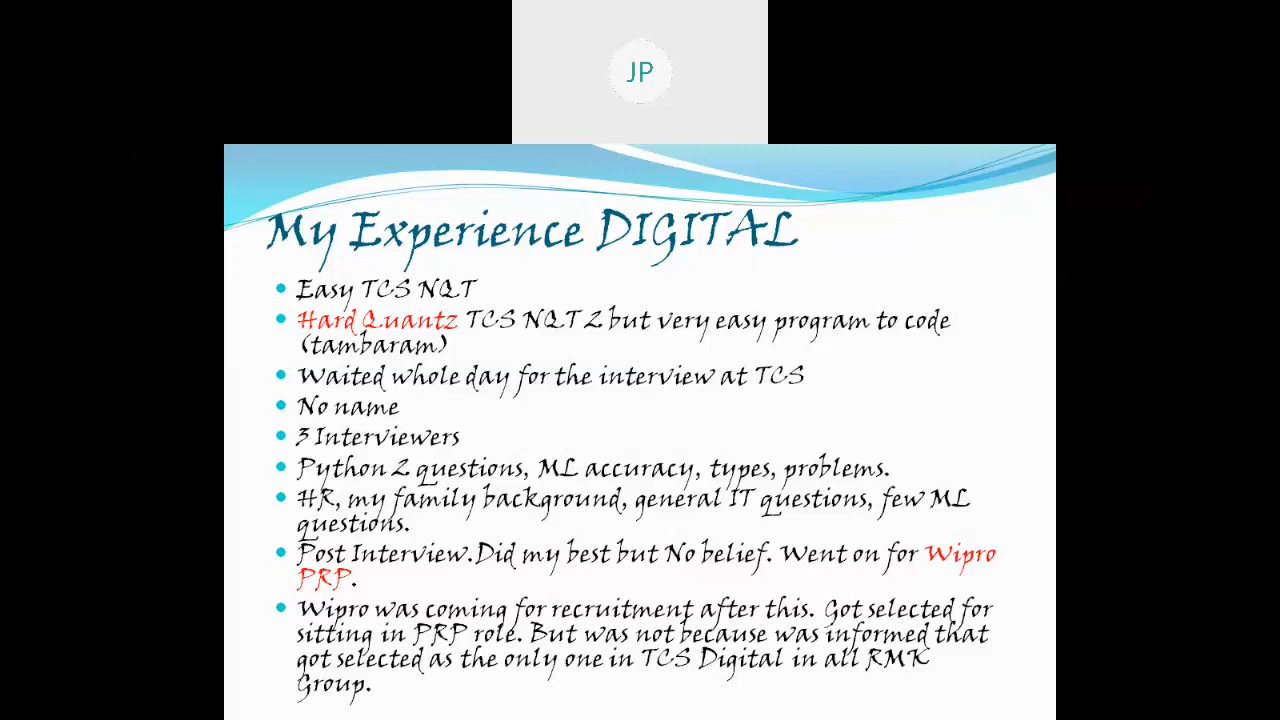 JP
My Experience DIGITAL
Easy TCS NQT
Hard Quantz TCS NQT 2 but very easy program to code
(tambaram)
Waited whole day for the interview at TCS
No name
3 Interviewers
Python 2 questions, ML accuracy, types, problems.
HR, my family background, general IT questions, few ML
questions.
Post Interview.Did my best but No belief. Went on for Wipro
PRP.
Wipro was coming for recruitment after this. Got selected for
sitting in PRP role. But was not because was informed that
got selected as the only one in TCS Digital in all RMK
Group.